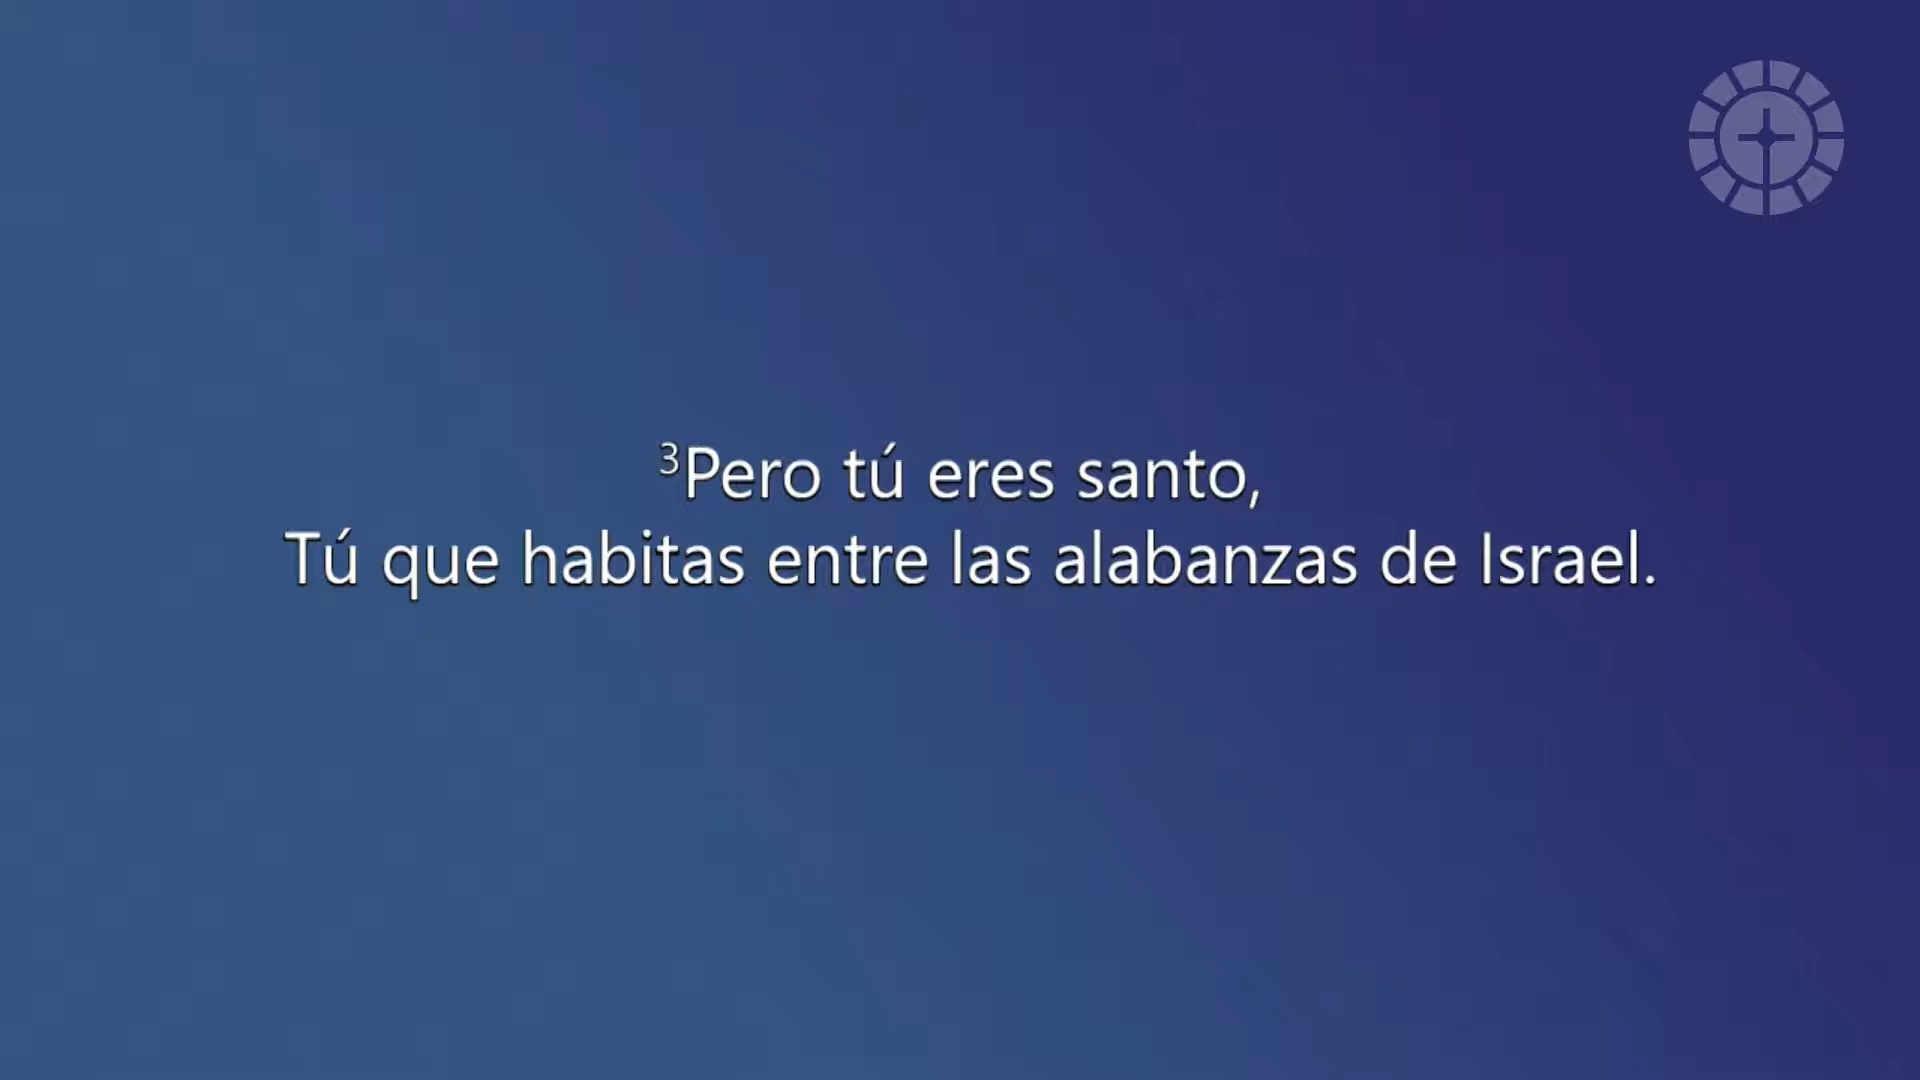 ³Pero tú eres santo,
Tú que habitas entre las alabanzas de Israel.